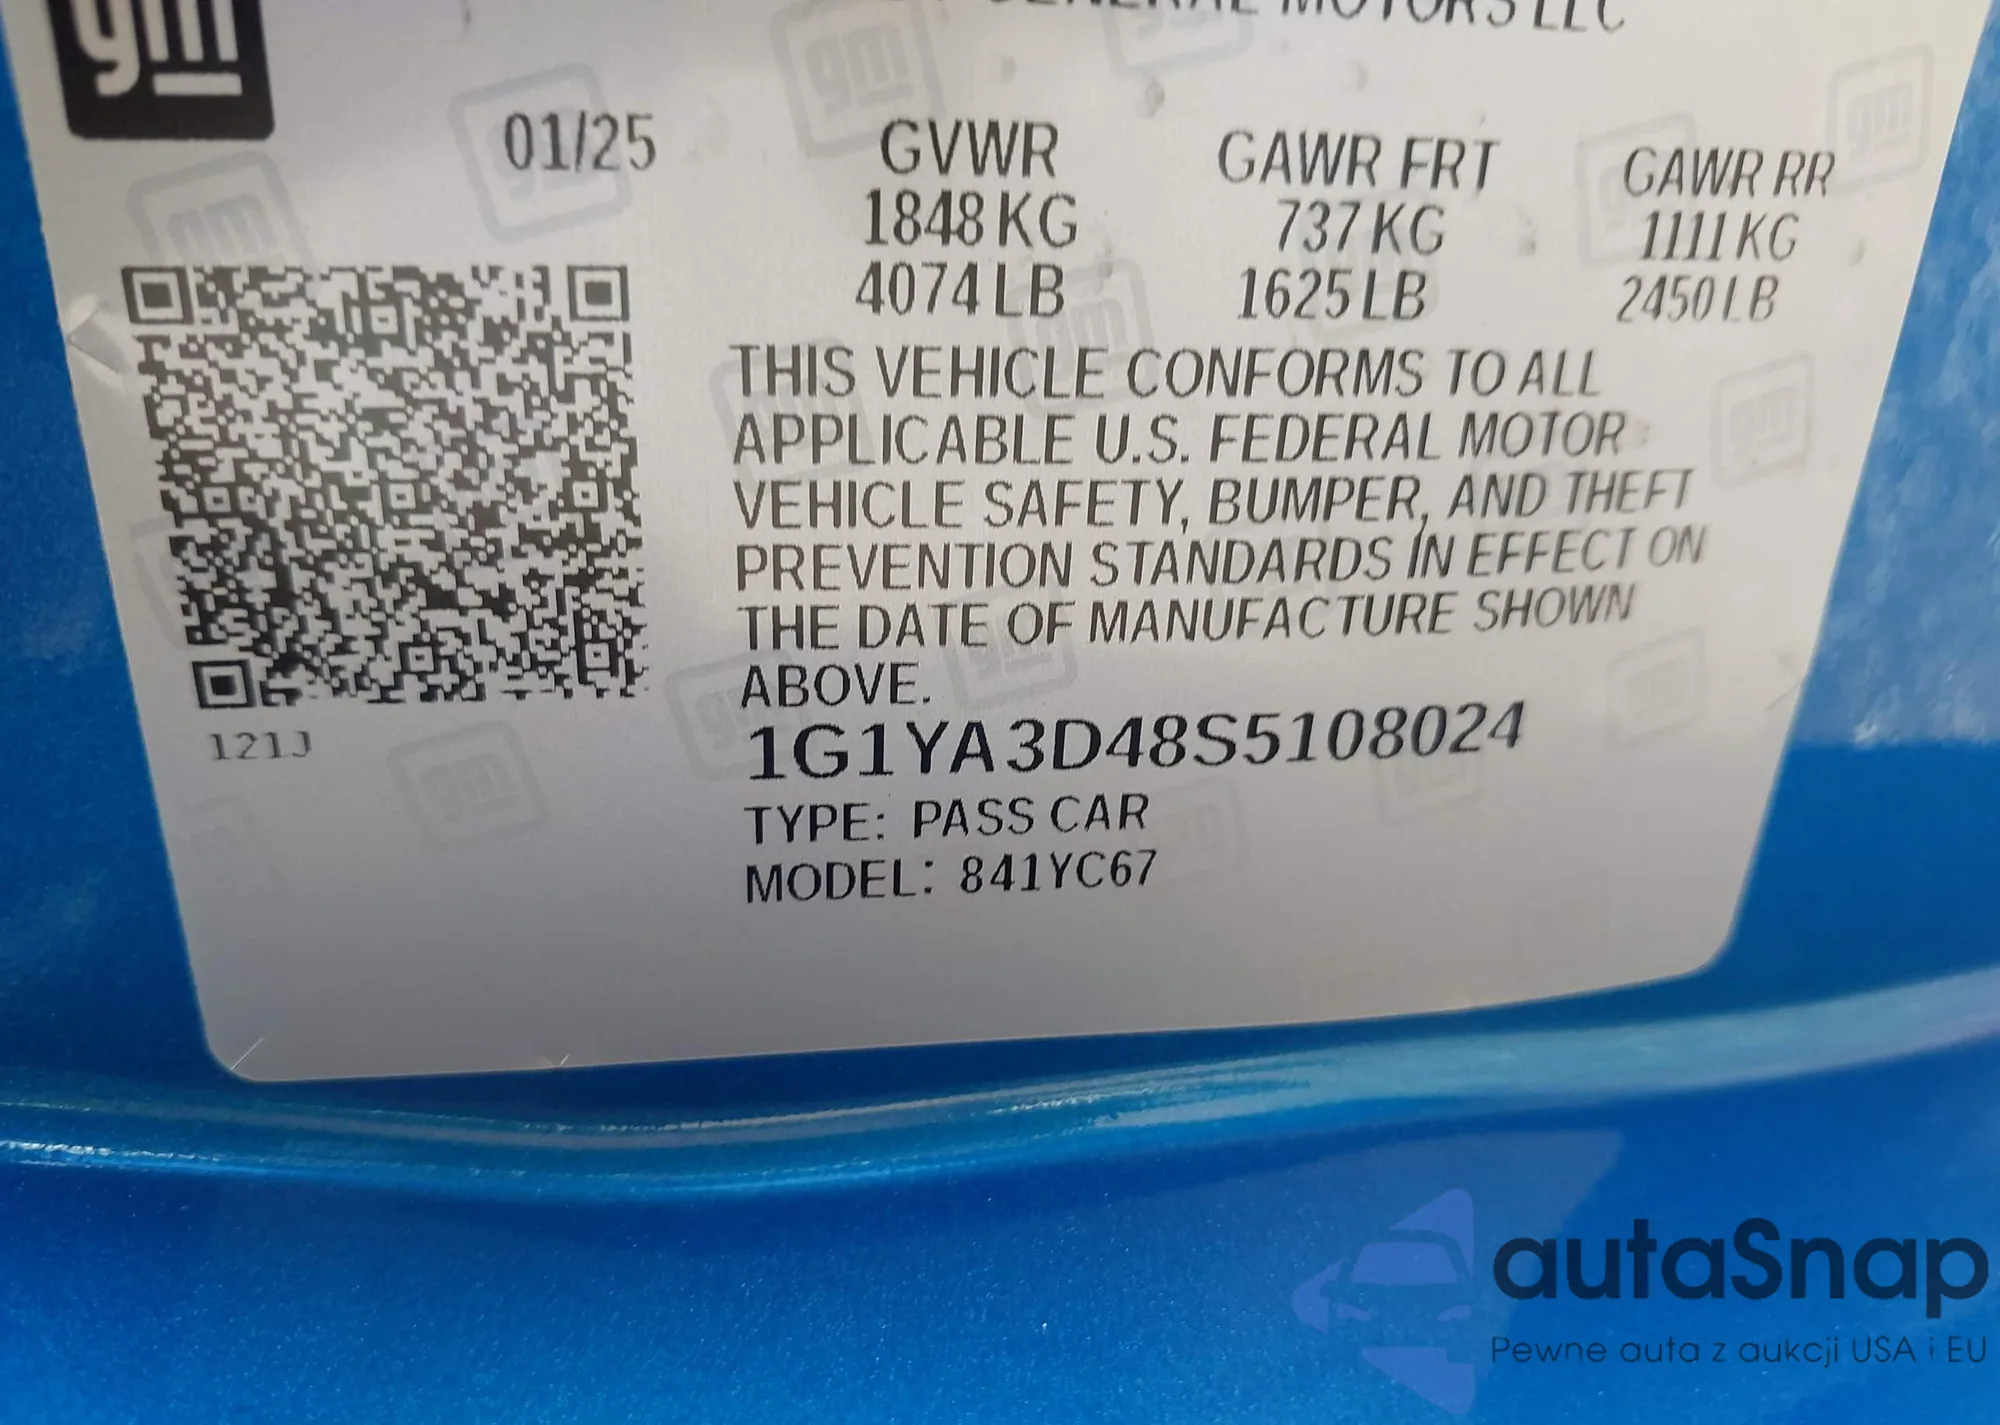 gm
GENERAL MOTORS LLC
01/25
GVWR
1848 KG
4074 LB
GAWR FRT
737 KG
1625 LB
GAWR RR
1111 KG
2450 LB
THIS VEHICLE CONFORMS TO ALL
APPLICABLE U.S. FEDERAL MOTOR
VEHICLE SAFETY, BUMPER, AND THEFT
PREVENTION STANDARDS IN EFFECT ON
THE DATE OF MANUFACTURE SHOWN
ABOVE.
121J
1G1YA3D48S5108024
TYPE: PASS CAR
MODEL: 841YC67
autaSnap
Pewne auta z aukcji USA i EU